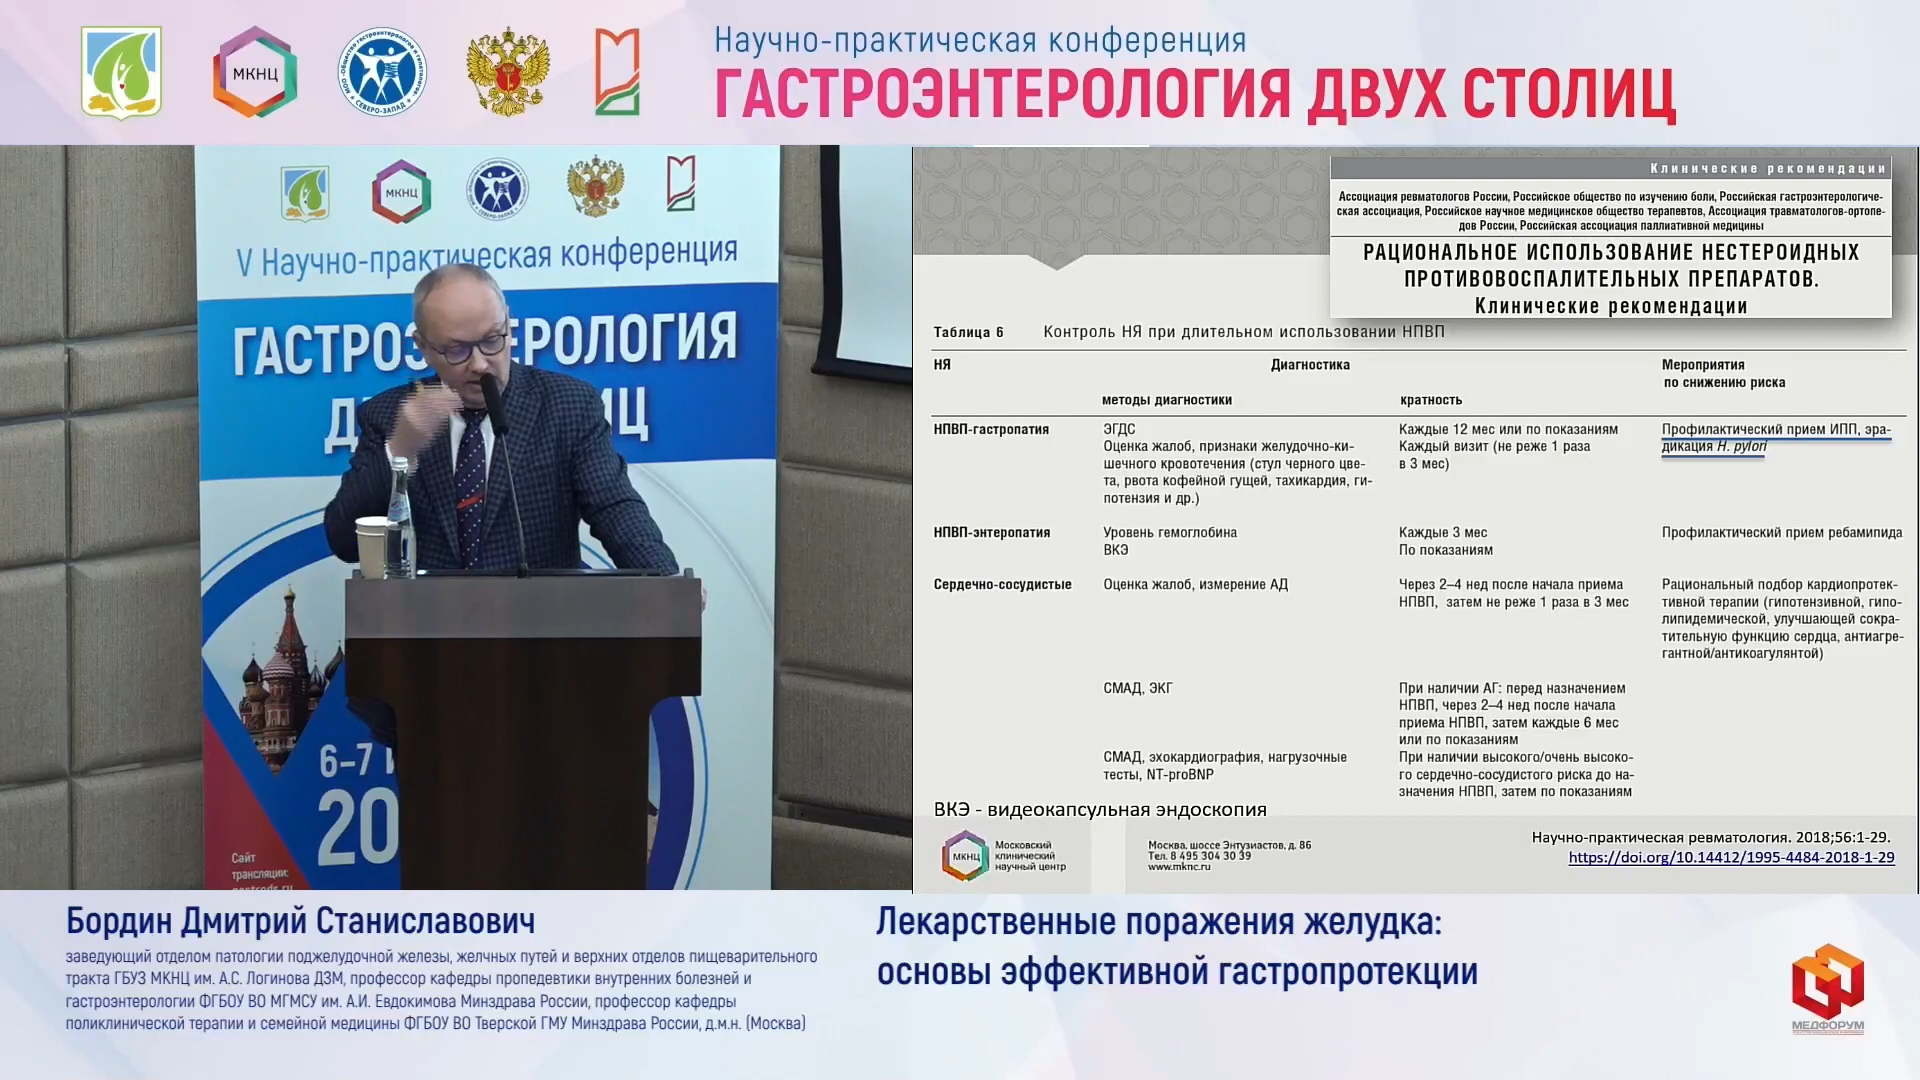 МКНЦ
МОО «Общество гастроэнтерологов и гепатологов»
СЕВЕРО-ЗАПАД
Научно-практическая конференция
ГАСТРОЭНТЕРОЛОГИЯ ДВУХ СТОЛИЦ
МКНЦ
СЕВЕРО-ЗАПАД
V Научно-практическая конференция
6–7
20
Сайт
трансляции:
Клинические рекомендации
Ассоциация ревматологов России, Российское общество по изучению боли, Российская гастроэнтерологиче-
ская ассоциация, Российское научное медицинское общество терапевтов, Ассоциация травматологов-ортопе-
дов России, Российская ассоциация паллиативной медицины
РАЦИОНАЛЬНОЕ ИСПОЛЬЗОВАНИЕ НЕСТЕРОИДНЫХ
ПРОТИВОВОСПАЛИТЕЛЬНЫХ ПРЕПАРАТОВ.
Клинические рекомендации
Таблица 6 Контроль НЯ при длительном использовании НПВП
НЯ Диагностика Мероприятия
по снижению риска
методы диагностики кратность
НПВП-гастропатия ЭГДС Каждые 12 мес или по показаниям Профилактический прием ИПП, эра-
Оценка жалоб, признаки желудочно-ки- Каждый визит (не реже 1 раза дикация H. pylori
шечного кровотечения (стул черного цве- в 3 мес)
та, рвота кофейной гущей, тахикардия, ги-
потензия и др.)
НПВП-энтеропатия Уровень гемоглобина Каждые 3 мес Профилактический прием ребамипида
ВКЭ По показаниям
Сердечно-сосудистые Оценка жалоб, измерение АД Через 2–4 нед после начала приема Рациональный подбор кардиопротек-
НПВП, затем не реже 1 раза в 3 мес тивной терапии (гипотензивной, гипо-
липидемической, улучшающей сокра-
тительную функцию сердца, антиагре-
гантной/антикоагулянтой)
СМАД, ЭКГ При наличии АГ: перед назначением
НПВП, через 2–4 нед после начала
приема НПВП, затем каждые 6 мес
или по показаниям
СМАД, эхокардиография, нагрузочные При наличии высокого/очень высоко-
тесты, NT-proBNP го сердечно-сосудистого риска до на-
значения НПВП, затем по показаниям
ВКЭ - видеокапсульная эндоскопия
МКНЦ
Московский
клинический
научный центр
Москва, шоссе Энтузиастов, д. 86
Тел. 8 495 304 30 39
www.mknc.ru
Научно-практическая ревматология. 2018;56:1-29.
https://doi.org/10.14412/1995-4484-2018-1-29
Бордин Дмитрий Станиславович
заведующий отделом патологии поджелудочной железы, желчных путей и верхних отделов пищеварительного
тракта ГБУЗ МКНЦ им. А.С. Логинова ДЗМ, профессор кафедры пропедевтики внутренних болезней и
гастроэнтерологии ФГБОУ ВО МГМСУ им. А.И. Евдокимова Минздрава России, профессор кафедры
поликлинической терапии и семейной медицины ФГБОУ ВО Тверской ГМУ Минздрава России, д.м.н. (Москва)
Лекарственные поражения желудка:
основы эффективной гастропротекции
МЕДФОРУМ